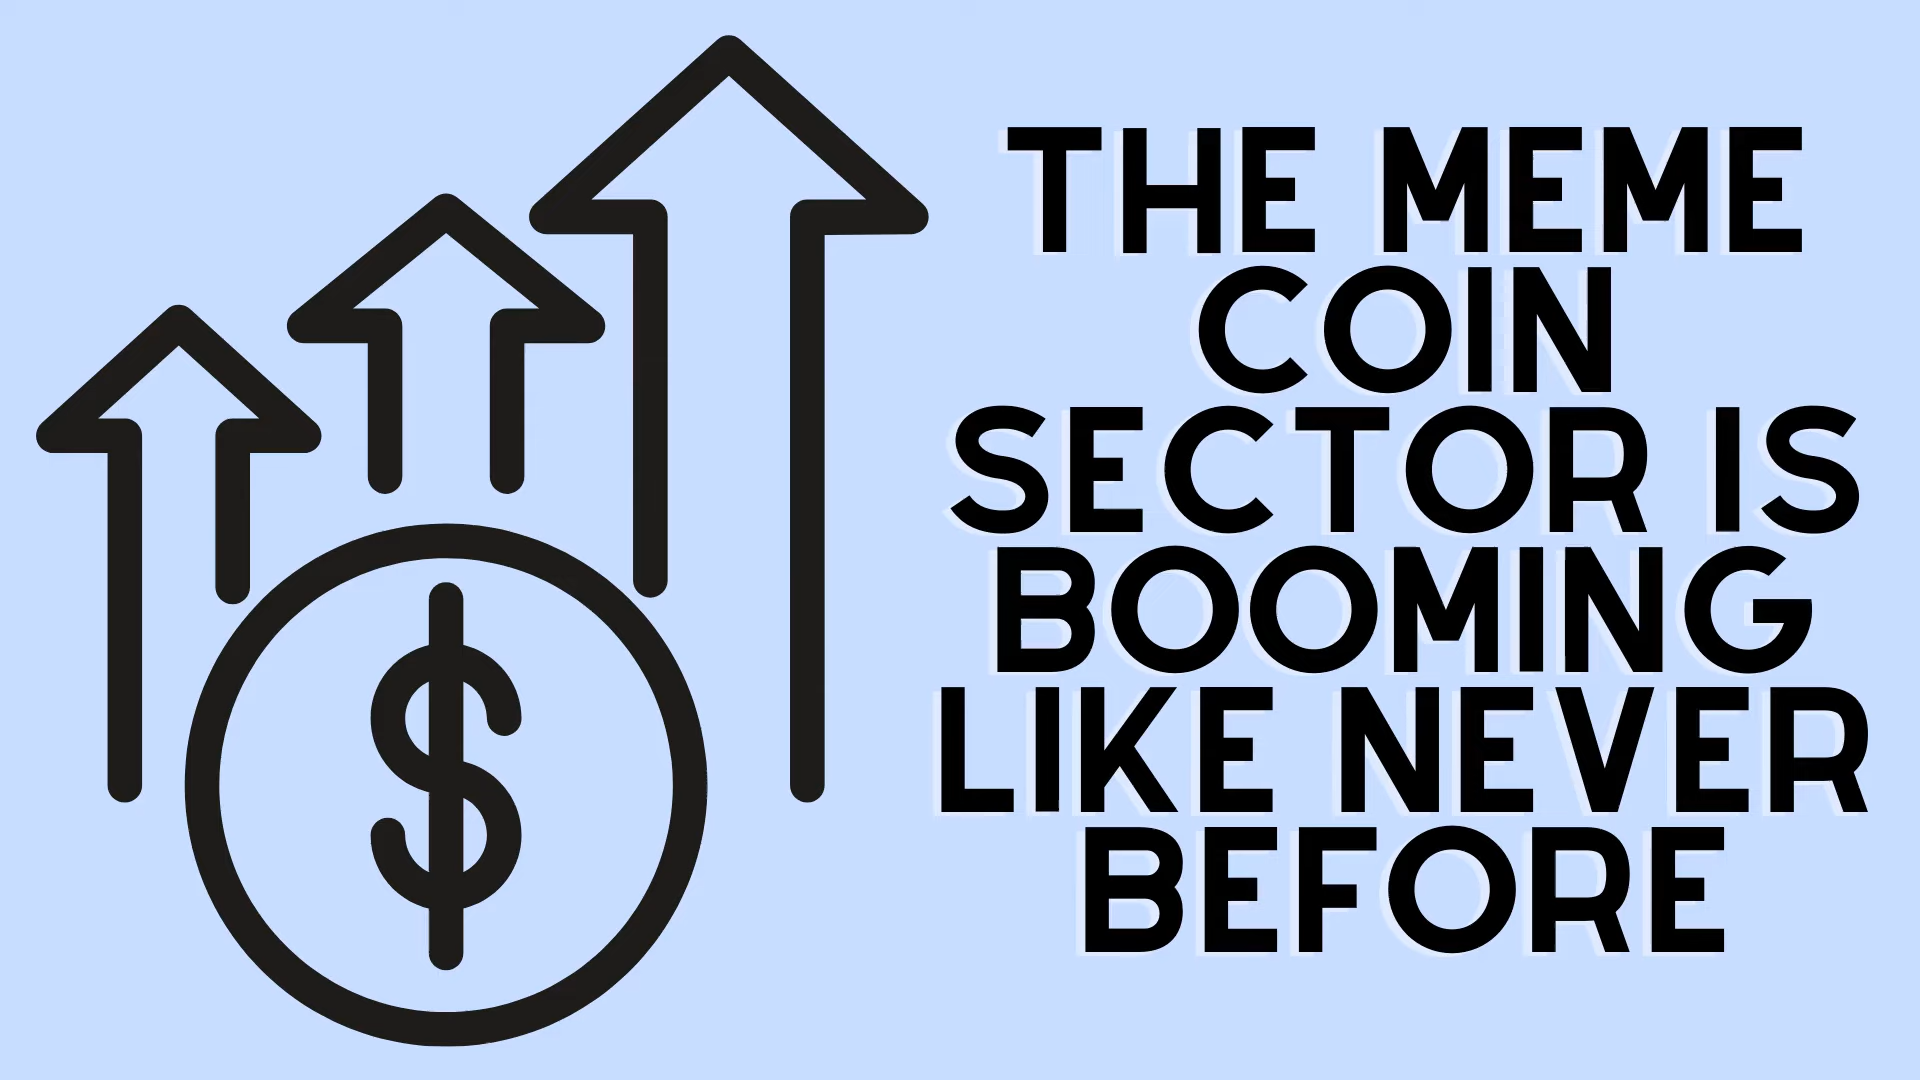 THE MEME
COIN
SECTOR IS
BOOMING
LIKE NEVER
BEFORE
$